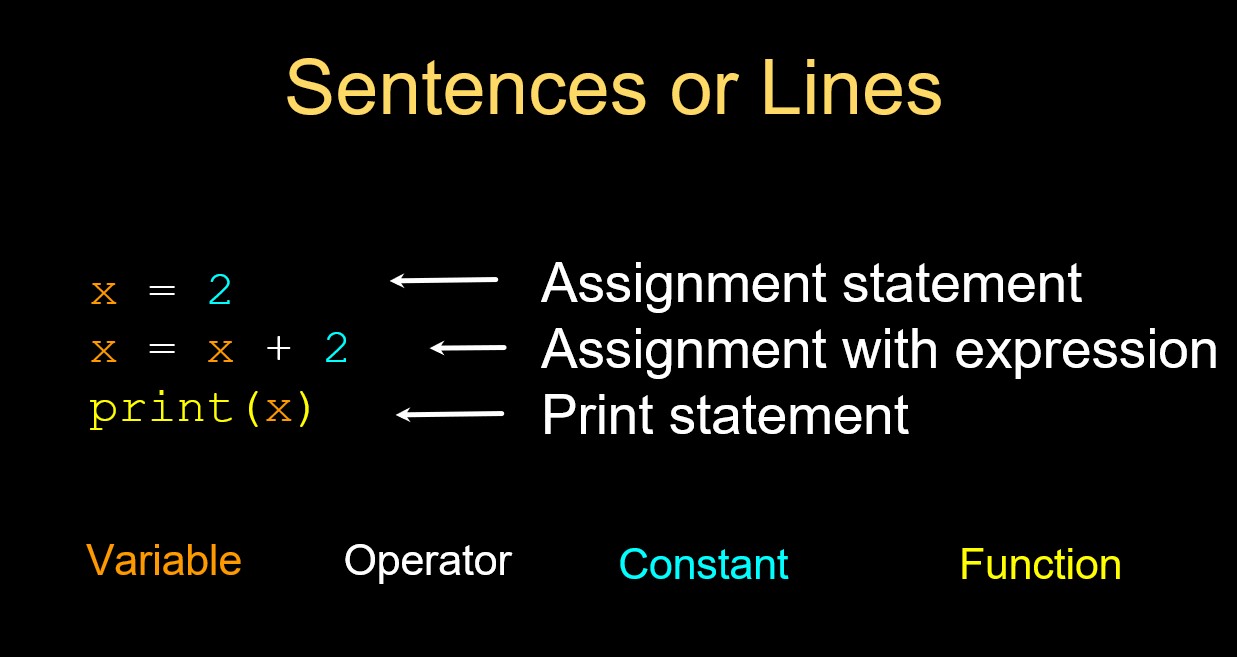 Sentences or Lines
x = 2
Assignment statement
x = x + 2
Assignment with expression
print(x)
Print statement
Variable Operator Constant Function